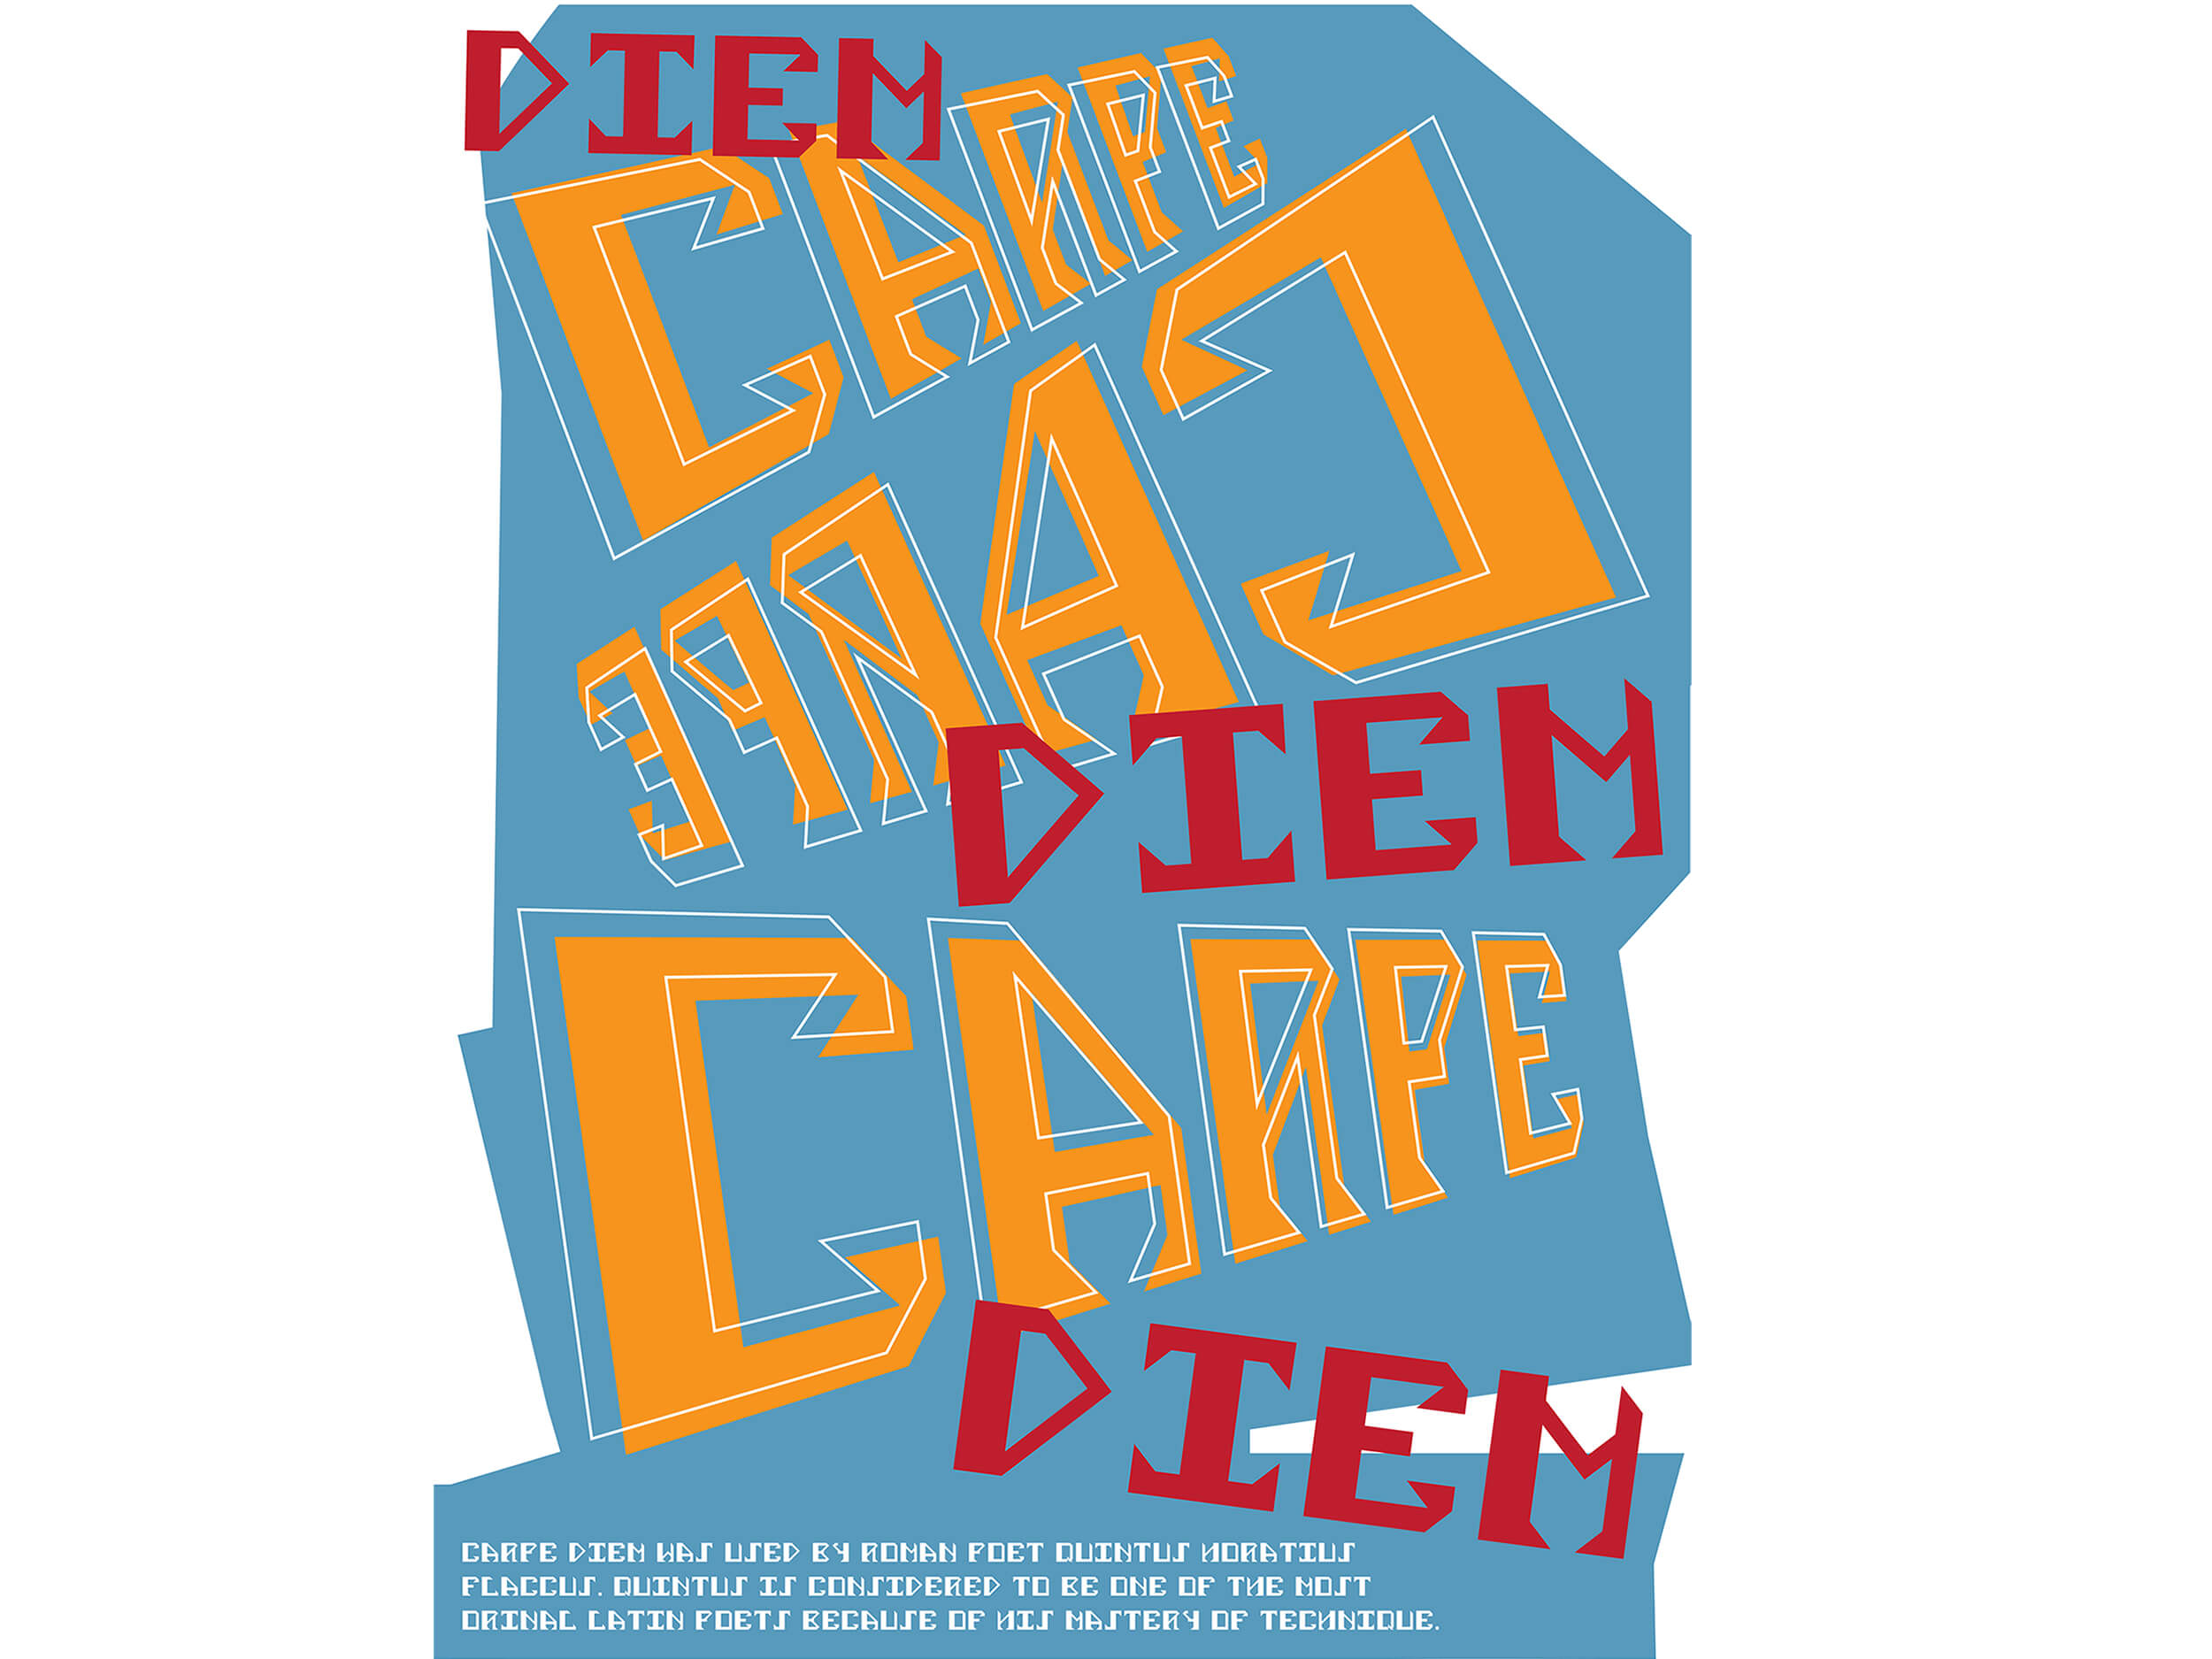 DIEM
CARPE
CARPE
DIEM
CARPE
DIEM
CARPE DIEM WAS USED BY ROMAN POET QUINTUS HORATIUS
FLACCUS. QUINTUS IS CONSIDERED TO BE ONE OF THE MOST
ORINAL LATIN POETS BECAUSE OF HIS MASTERY OF TECHNIQUE.